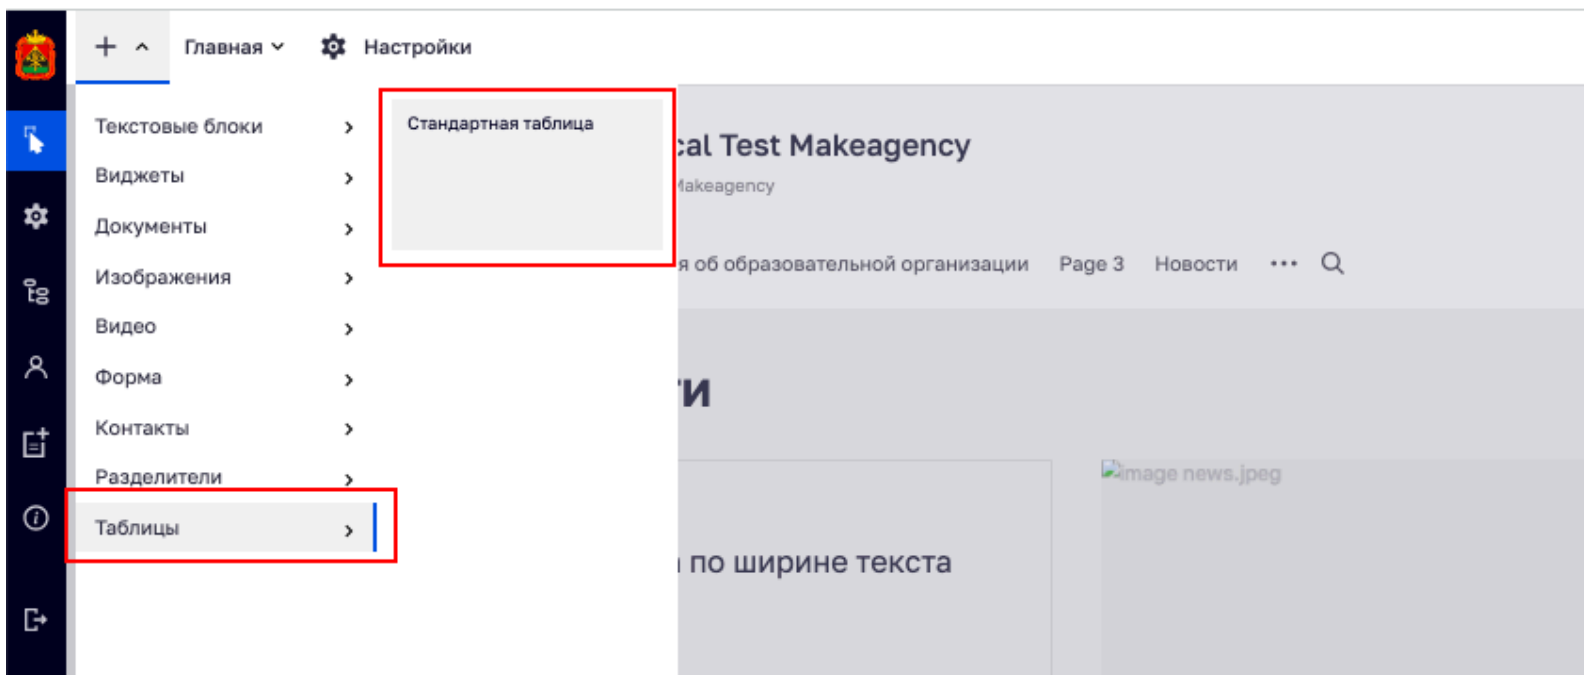 Главная
Настройки
Текстовые блоки
Виджеты
Документы
Изображения
Видео
Форма
Контакты
Разделители
Таблицы
Стандартная таблица
cal Test Makeagency
Makeagency
я об образовательной организации Page 3 Новости ...
ти
image news.jpeg
по ширине текста